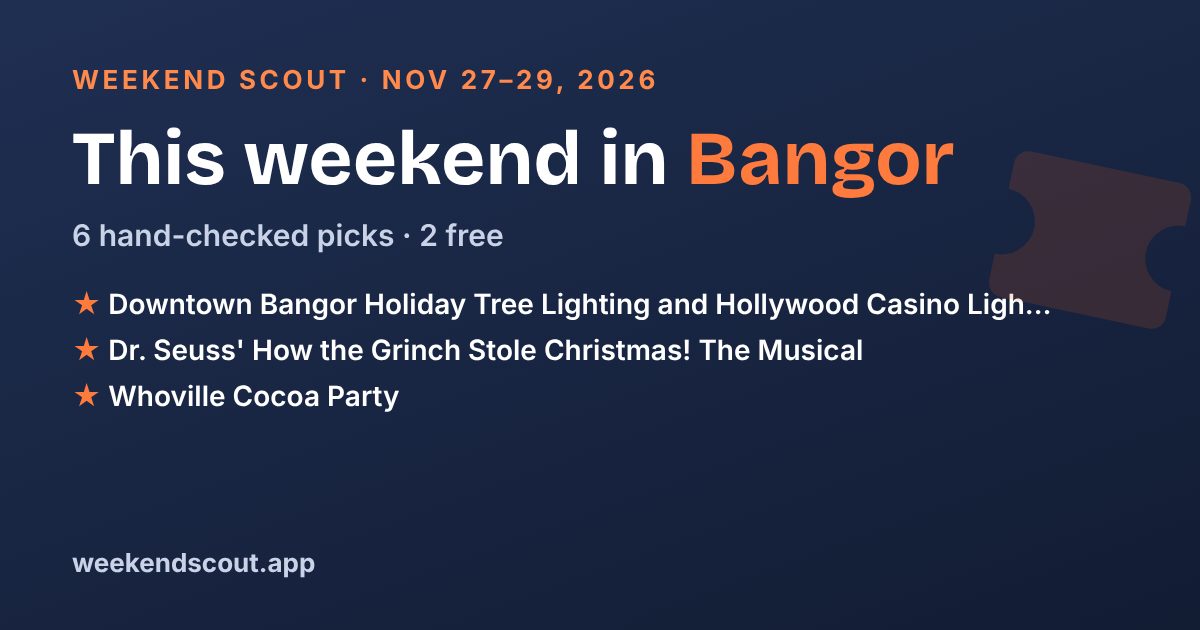 WEEKEND SCOUT · NOV 27–29, 2026
This weekend in Bangor
6 hand-checked picks · 2 free
★ Downtown Bangor Holiday Tree Lighting and Hollywood Casino Ligh...
★ Dr. Seuss' How the Grinch Stole Christmas! The Musical
★ Whoville Cocoa Party
weekendscout.app